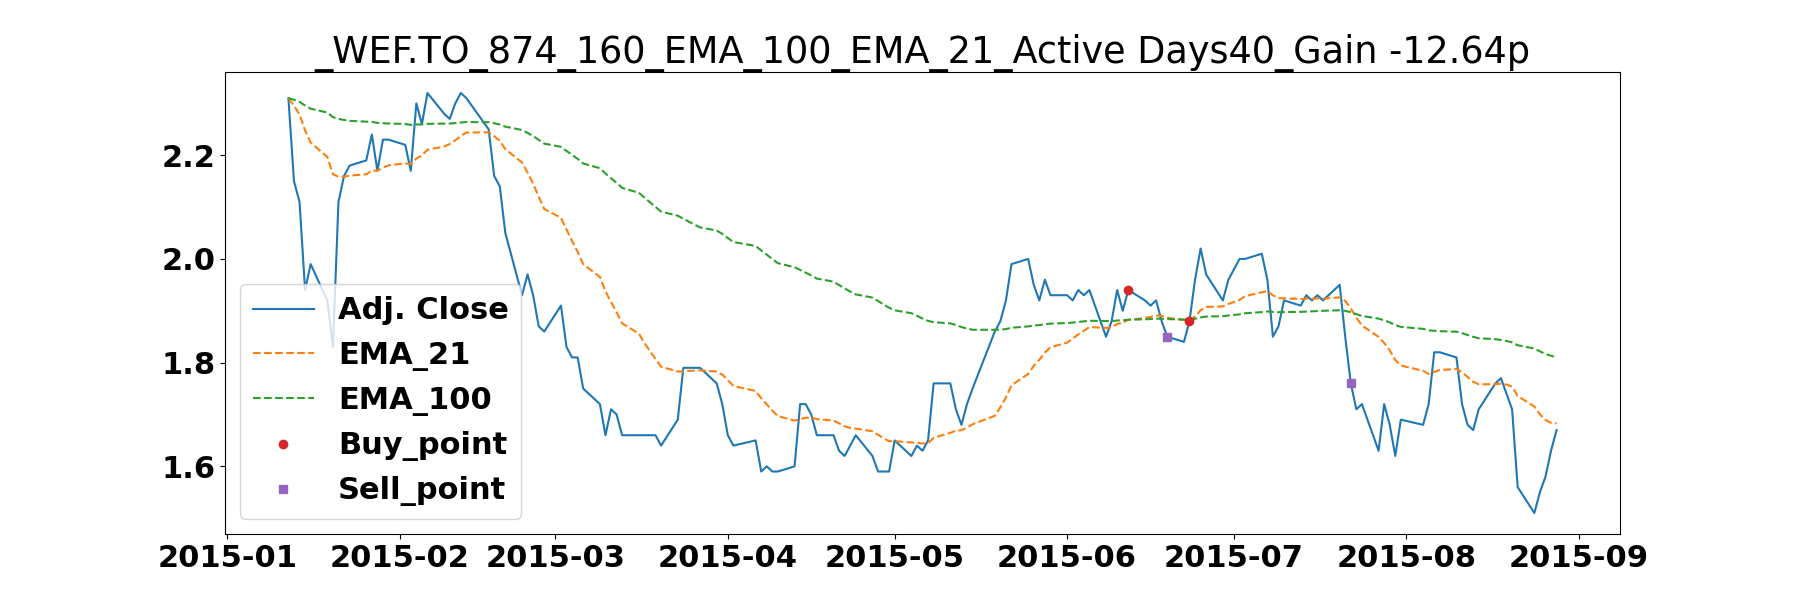 _WEF.TO_874_160_EMA_100_EMA_21_Active Days40_Gain -12.64p
2.2
2.0
1.8
1.6
Adj. Close
EMA_21
EMA_100
Buy_point
Sell_point
2015-01 2015-02 2015-03 2015-04 2015-05 2015-06 2015-07 2015-08 2015-09